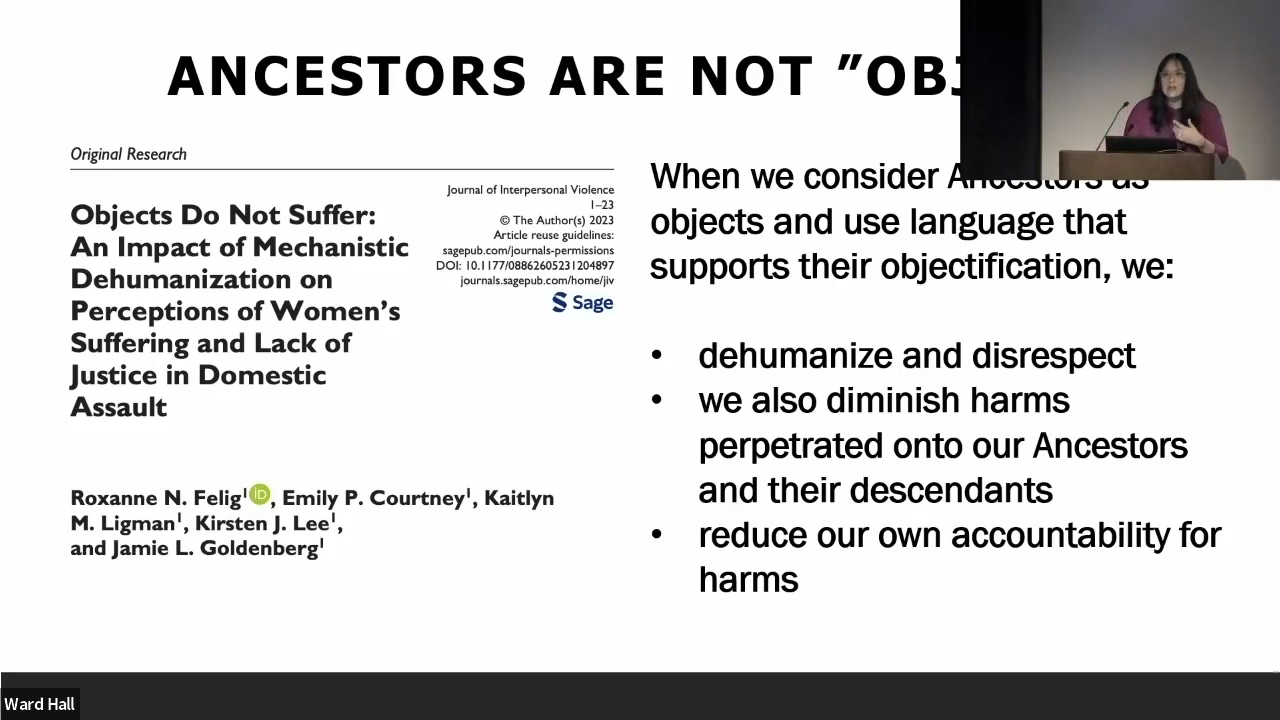 ANCESTORS ARE NOT ”OBJ
Original Research
Journal of Interpersonal Violence
1–23
© The Author(s) 2023
Article reuse guidelines:
sagepub.com/journals-permissions
DOI: 10.1177/08862605231204897
journals.sagepub.com/home/jiv
Sage
Objects Do Not Suffer:
An Impact of Mechanistic
Dehumanization on
Perceptions of Women’s
Suffering and Lack of
Justice in Domestic
Assault
Roxanne N. Felig¹ iD, Emily P. Courtney¹, Kaitlyn
M. Ligman¹, Kirsten J. Lee¹,
and Jamie L. Goldenberg¹
When we consider Ancestors as
objects and use language that
supports their objectification, we:
• dehumanize and disrespect
• we also diminish harms
perpetrated onto our Ancestors
and their descendants
• reduce our own accountability for
harms
Ward Hall